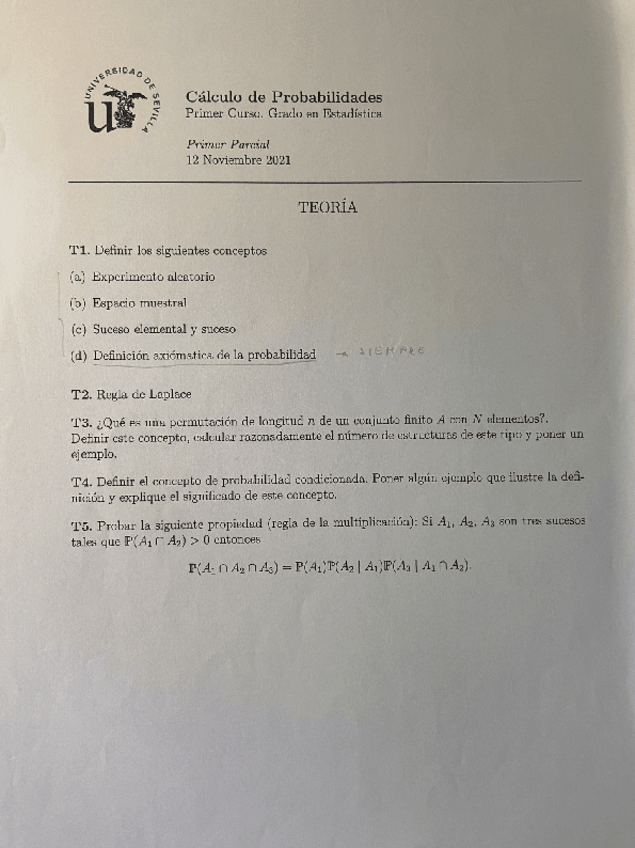 UNIVERSIDAD DE SEVILLA
Cálculo de Probabilidades
Primer Curso. Grado en Estadística
Primer Parcial
12 Noviembre 2021
TEORÍA
T1. Definir los siguientes conceptos
(a) Experimento aleatorio
(b) Espacio muestral
(c) Suceso elemental y suceso
(d) Definición axiómatica de la probabilidad → SIEMPRE
T2. Regla de Laplace
T3. ¿Qué es una permutación de longitud n de un conjunto finito A con N elementos?.
Definir este concepto, calcular razonadamente el número de estructuras de este tipo y poner un
ejemplo.
T4. Definir el concepto de probabilidad condicionada. Poner algún ejemplo que ilustre la defi-
nición y explique el significado de este concepto.
T5. Probar la siguiente propiedad (regla de la multiplicación): Si A₁, A₂, A₃ son tres sucesos
tales que ℙ(A₁ ∩ A₂) > 0 entonces
ℙ(A₁ ∩ A₂ ∩ A₃) = ℙ(A₁)ℙ(A₂ | A₁)ℙ(A₃ | A₁ ∩ A₂).